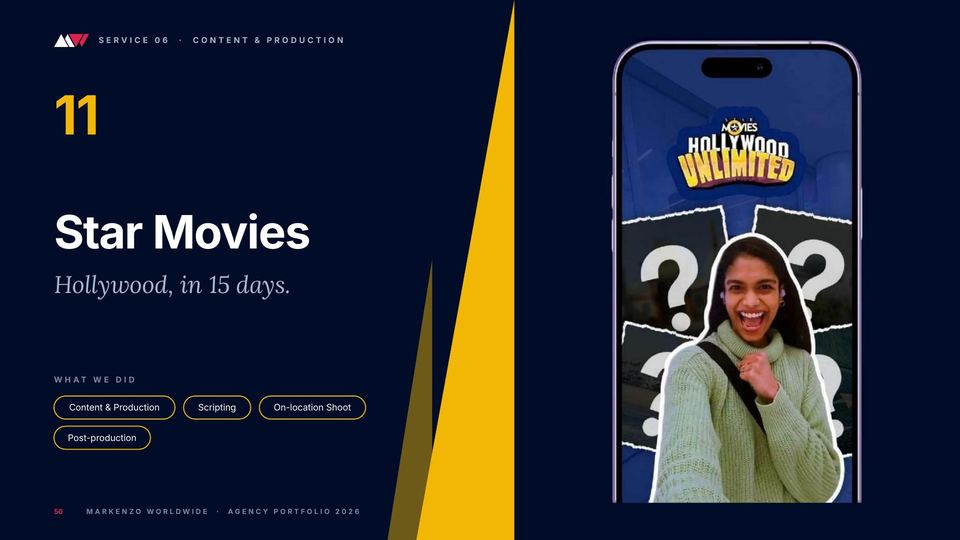 SERVICE 06 · CONTENT & PRODUCTION
11
Star Movies
Hollywood, in 15 days.
WHAT WE DID
Content & Production
Scripting
On-location Shoot
Post-production
50 MARKENZO WORLDWIDE · AGENCY PORTFOLIO 2026
STAR
MOVIES
HOLLYWOOD
UNLIMITED
? ?
? ?